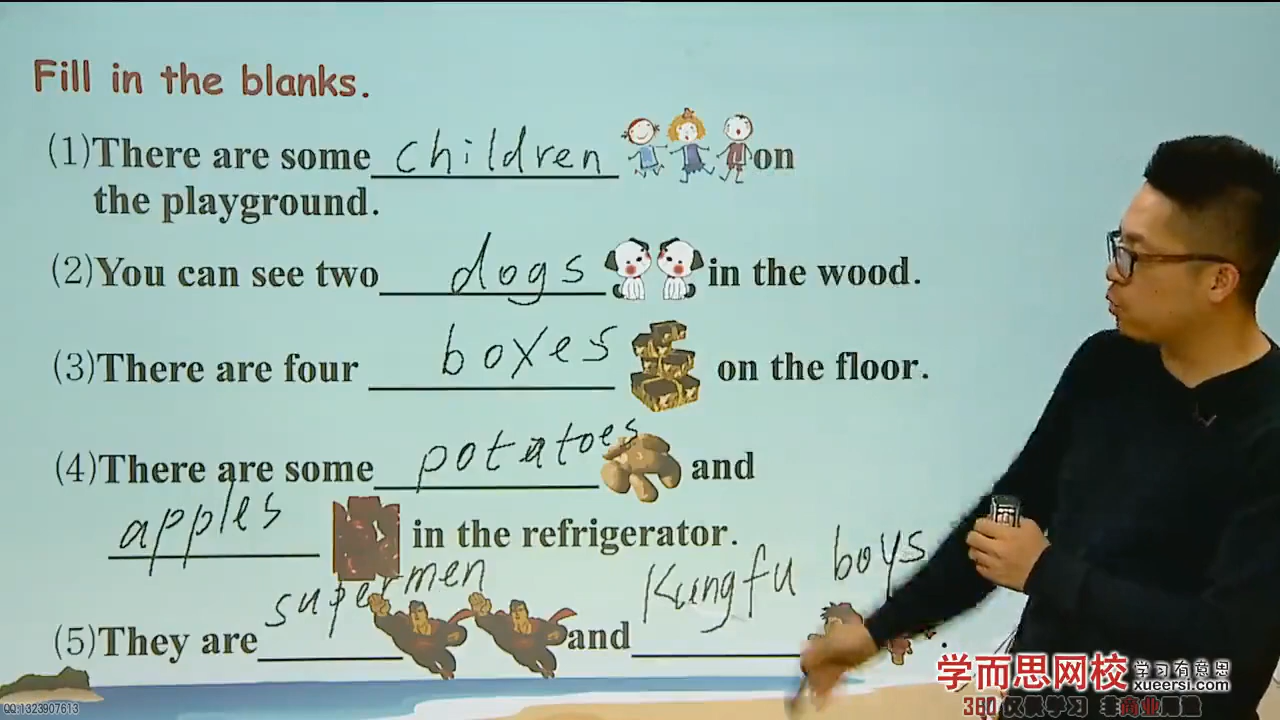 Fill in the blanks.
(1)There are some children on
the playground.
(2)You can see two dogs in the wood.
(3)There are four boxes on the floor.
(4)There are some potatoes and
apples in the refrigerator.
(5)They are supermen and Kungfu boys.
学而思网校 学习有意思
xueersi.com
QQ:1323907613
360